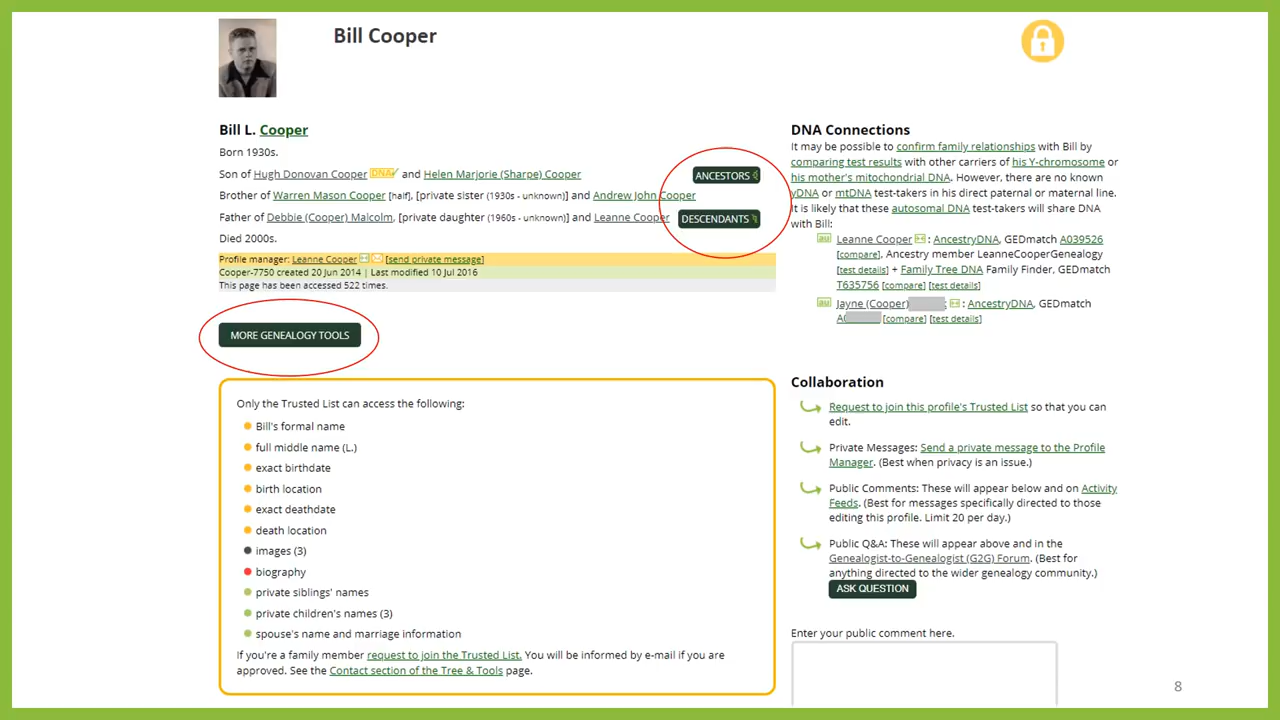 Bill Cooper
Bill L. Cooper
Born 1930s.
Son of Hugh Donovan Cooper DNA and Helen Marjorie (Sharpe) Cooper
ANCESTORS
Brother of Warren Mason Cooper [half], [private sister (1930s - unknown)] and Andrew John Cooper
Father of Debbie (Cooper) Malcolm, [private daughter (1960s - unknown)] and Leanne Cooper
DESCENDANTS
Died 2000s.
Profile manager: Leanne Cooper [send private message]
Cooper-7750 created 20 Jun 2014 | Last modified 10 Jul 2016
This page has been accessed 522 times.
MORE GENEALOGY TOOLS
Only the Trusted List can access the following:
Bill's formal name
full middle name (L.)
exact birthdate
birth location
exact deathdate
death location
images (3)
biography
private siblings' names
private children's names (3)
spouse's name and marriage information
If you're a family member request to join the Trusted List. You will be informed by e-mail if you are
approved. See the Contact section of the Tree & Tools page.
DNA Connections
It may be possible to confirm family relationships with Bill by
comparing test results with other carriers of his Y-chromosome or
his mother's mitochondrial DNA. However, there are no known
yDNA or mtDNA test-takers in his direct paternal or maternal line.
It is likely that these autosomal DNA test-takers will share DNA
with Bill:
au Leanne Cooper : AncestryDNA, GEDmatch A039526
[compare], Ancestry member LeanneCooperGenealogy
[test details] + Family Tree DNA Family Finder, GEDmatch
T635756 [compare] [test details]
au Jayne (Cooper) : AncestryDNA, GEDmatch
A [compare] [test details]
Collaboration
Request to join this profile's Trusted List so that you can
edit.
Private Messages: Send a private message to the Profile
Manager. (Best when privacy is an issue.)
Public Comments: These will appear below and on Activity
Feeds. (Best for messages specifically directed to those
editing this profile. Limit 20 per day.)
Public Q&A: These will appear above and in the
Genealogist-to-Genealogist (G2G) Forum. (Best for
anything directed to the wider genealogy community.)
ASK QUESTION
Enter your public comment here.
8